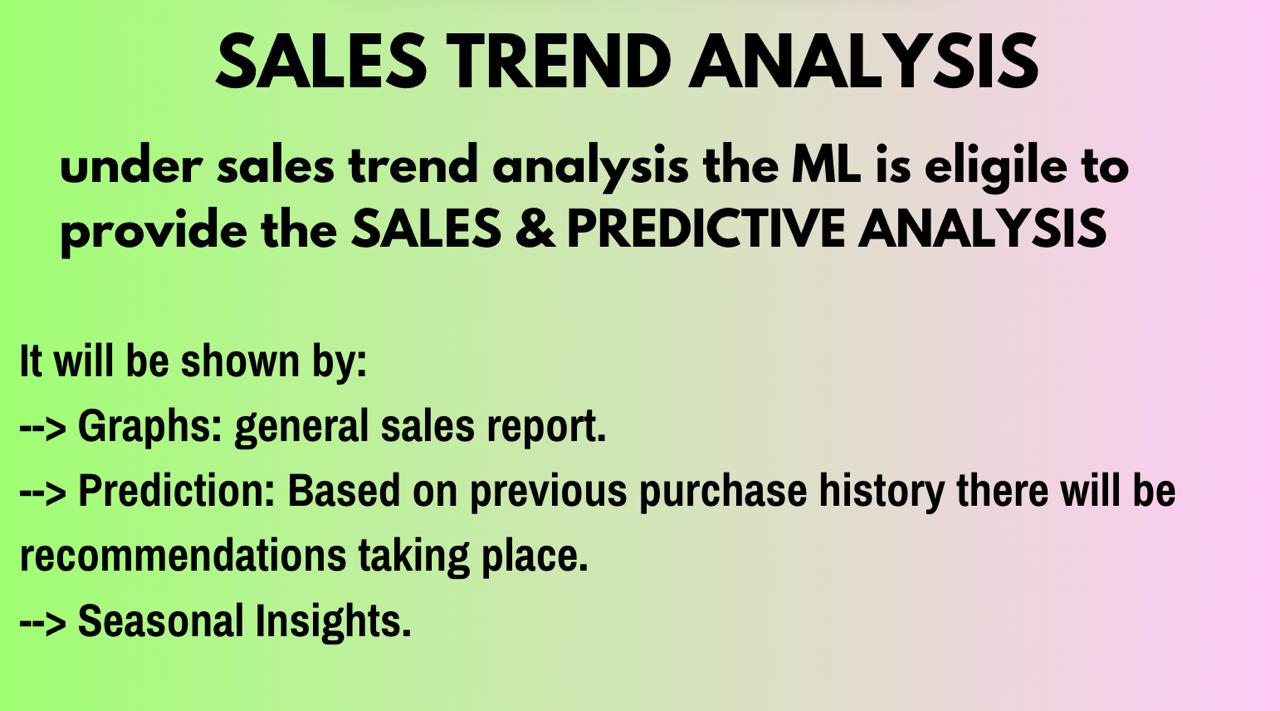 SALES TREND ANALYSIS
under sales trend analysis the ML is eligile to
provide the SALES & PREDICTIVE ANALYSIS
It will be shown by:
--> Graphs: general sales report.
--> Prediction: Based on previous purchase history there will be
recommendations taking place.
--> Seasonal Insights.